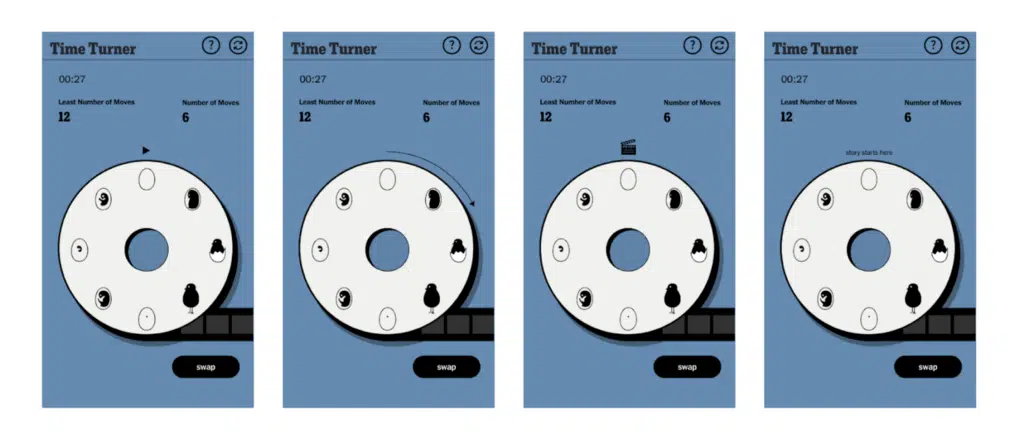 Time Turner ?
00:27
Least Number of Moves Number of Moves
12 6
swap
Time Turner ?
00:27
Least Number of Moves Number of Moves
12 6
swap
Time Turner ?
00:27
Least Number of Moves Number of Moves
12 6
swap
Time Turner ?
00:27
Least Number of Moves Number of Moves
12 6
story starts here
swap